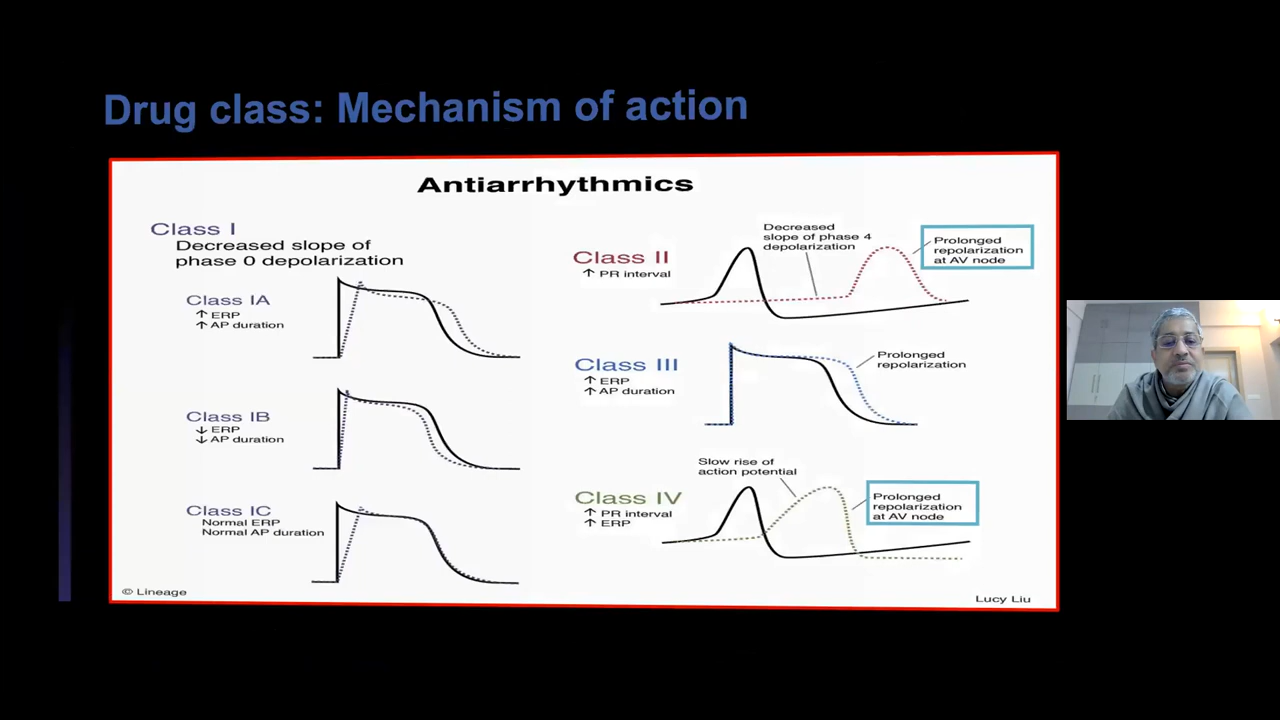 Drug class: Mechanism of action
Antiarrhythmics
Class I
Decreased slope of
phase 0 depolarization
Class IA
↑ ERP
↑ AP duration
Class IB
↓ ERP
↓ AP duration
Class IC
Normal ERP
Normal AP duration
© Lineage
Class II
↑ PR interval
Decreased
slope of phase 4
depolarization
Prolonged
repolarization
at AV node
Class III
↑ ERP
↑ AP duration
Prolonged
repolarization
Slow rise of
action potential
Class IV
↑ PR interval
↑ ERP
Prolonged
repolarization
at AV node
Lucy Liu